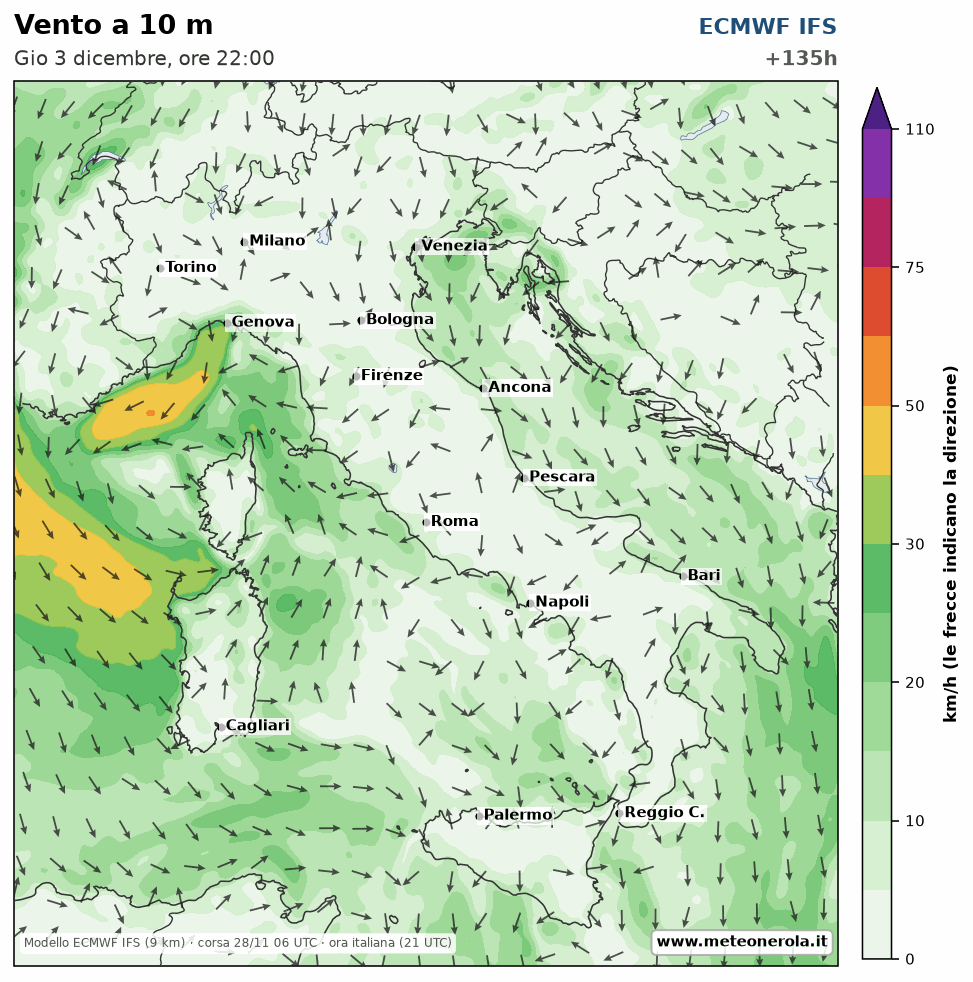 Vento a 10 m
ECMWF IFS
Gio 3 dicembre, ore 22:00
+135h
110
Milano
Venezia
Torino
75
Genova
Bologna
Firenze
Ancona
50
Pescara
Roma
30
Bari
Napoli
20
Cagliari
Palermo
Reggio C.
10
0
km/h (le frecce indicano la direzione)
Modello ECMWF IFS (9 km) · corsa 28/11 06 UTC · ora italiana (21 UTC)
www.meteonerola.it